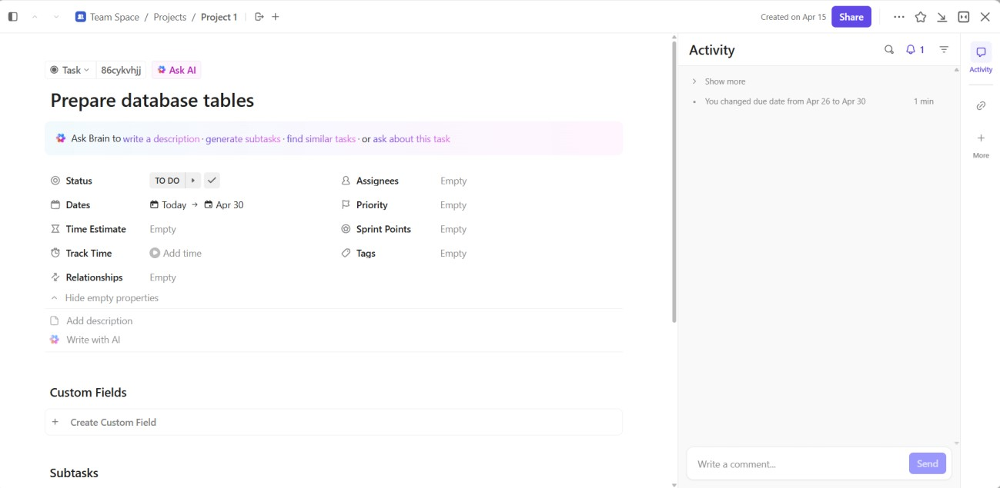 Team Space / Projects / Project 1
Created on Apr 15
Share
Task
86cykvhjj
Ask AI
Prepare database tables
Ask Brain to write a description · generate subtasks · find similar tasks · or ask about this task
Status
TO DO
Assignees
Empty
Dates
Today → Apr 30
Priority
Empty
Time Estimate
Empty
Sprint Points
Empty
Track Time
Add time
Tags
Empty
Relationships
Empty
Hide empty properties
Add description
Write with AI
Custom Fields
+ Create Custom Field
Subtasks
Activity
1
Show more
• You changed due date from Apr 26 to Apr 30
1 min
Write a comment...
Send
Activity
More